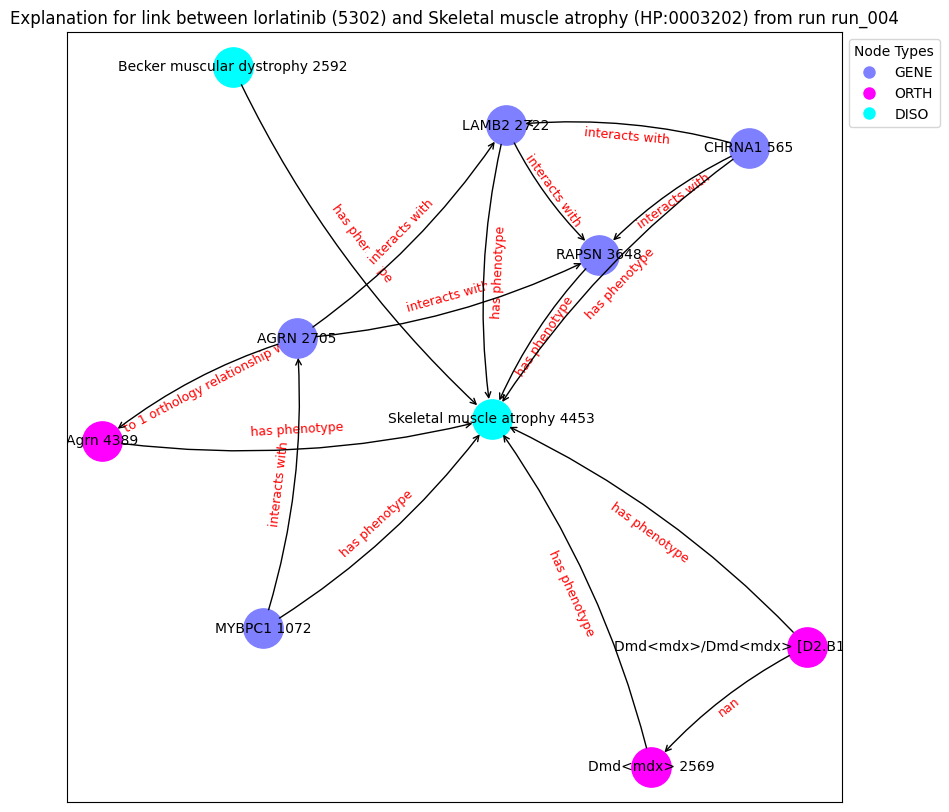 Explanation for link between lorlatinib (5302) and Skeletal muscle atrophy (HP:0003202) from run run_004
Node Types
GENE
ORTH
DISO
Becker muscular dystrophy 2592
LAMB2 2722
CHRNA1 565
interacts with
interacts with
interacts with
has pher
pe
interacts with
has phenotype
RAPSN 3648
has phenotype
interacts with
has phenotype
AGRN 2705
to 1 orthology relationship w
Skeletal muscle atrophy 4453
Agrn 4389
has phenotype
interacts with
has phenotype
has phenotype
has phenotype
MYBPC1 1072
Dmd<mdx>/Dmd<mdx> [D2.B1
nan
Dmd<mdx> 2569